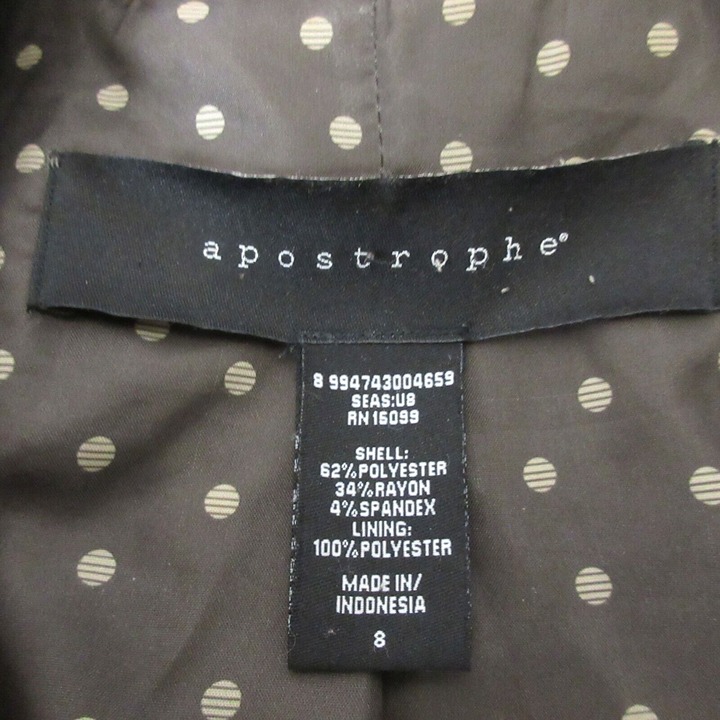 apostrophe®
8 994743004659
SEAS:U8
RN 15099
SHELL:
62%POLYESTER
34%RAYON
4%SPANDEX
LINING:
100%POLYESTER
MADE IN/
INDONESIA
8